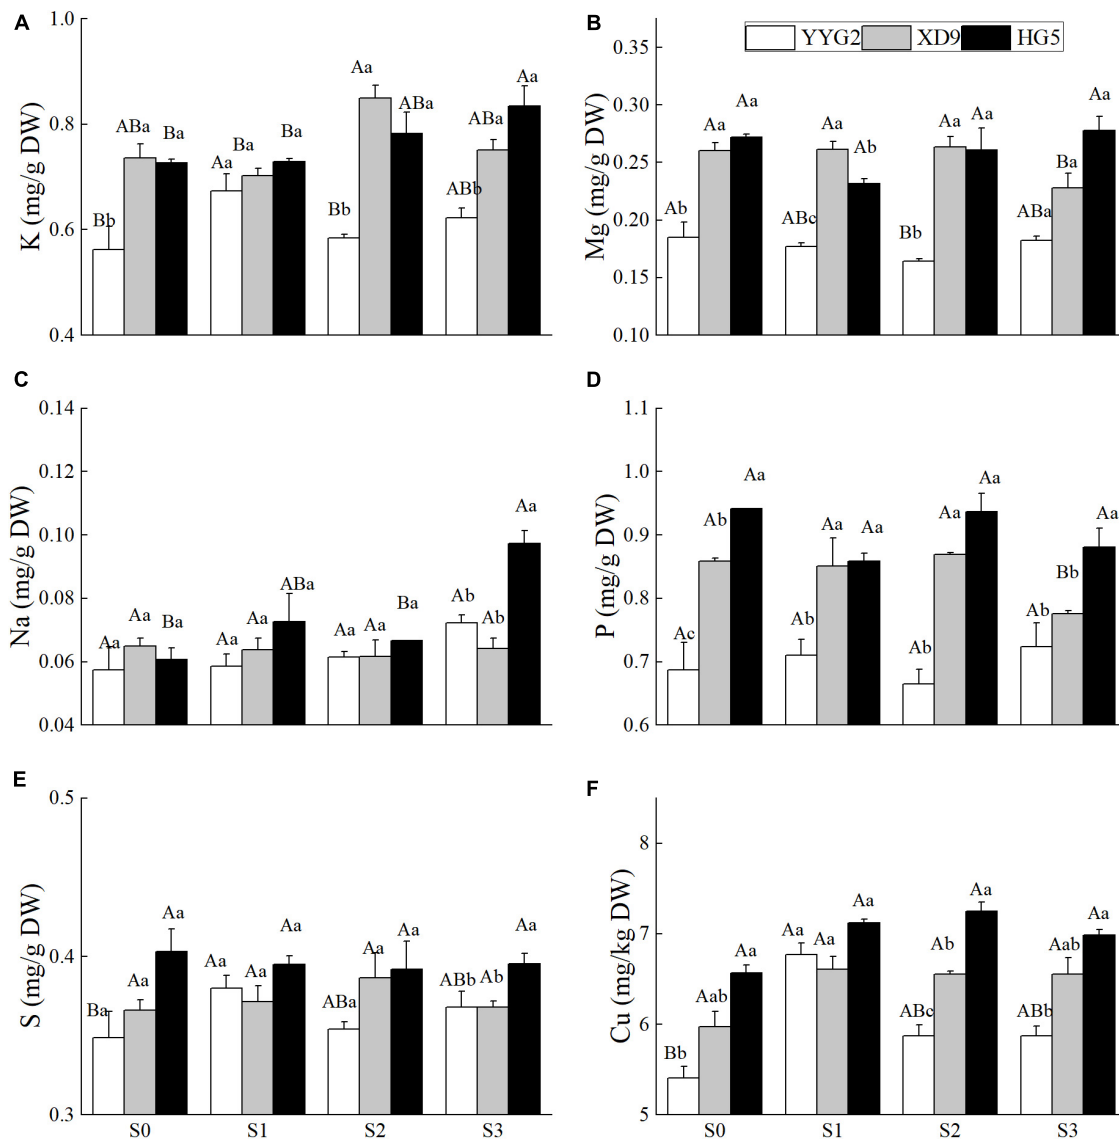 A
K (mg/g DW)
1.0
0.8
0.6
0.4
Bb ABa Ba
Aa Ba Ba
Bb Aa ABa
ABb ABa Aa
B
YYG2 XD9 HG5
Mg (mg/g DW)
0.35
0.30
0.25
0.20
0.15
0.10
Ab Aa Aa
ABc Aa Ab
Bb Aa Aa
ABa Ba Aa
C
Na (mg/g DW)
0.14
0.12
0.10
0.08
0.06
0.04
Aa Aa Ba
Aa Aa ABa
Aa Aa Ba
Ab Ab Aa
D
P (mg/g DW)
1.1
1.0
0.9
0.8
0.7
0.6
Ac Ab Aa
Ab Aa Aa
Ab Aa Aa
Ab Bb Aa
E
S (mg/g DW)
0.5
0.4
0.3
Ba Aa Aa
Aa Aa Aa
ABa Aa Aa
ABb Ab Aa
S0 S1 S2 S3
F
Cu (mg/kg DW)
8
7
6
5
Bb Aab Aa
Aa Aa Aa
ABc Ab Aa
ABb Aab Aa
S0 S1 S2 S3